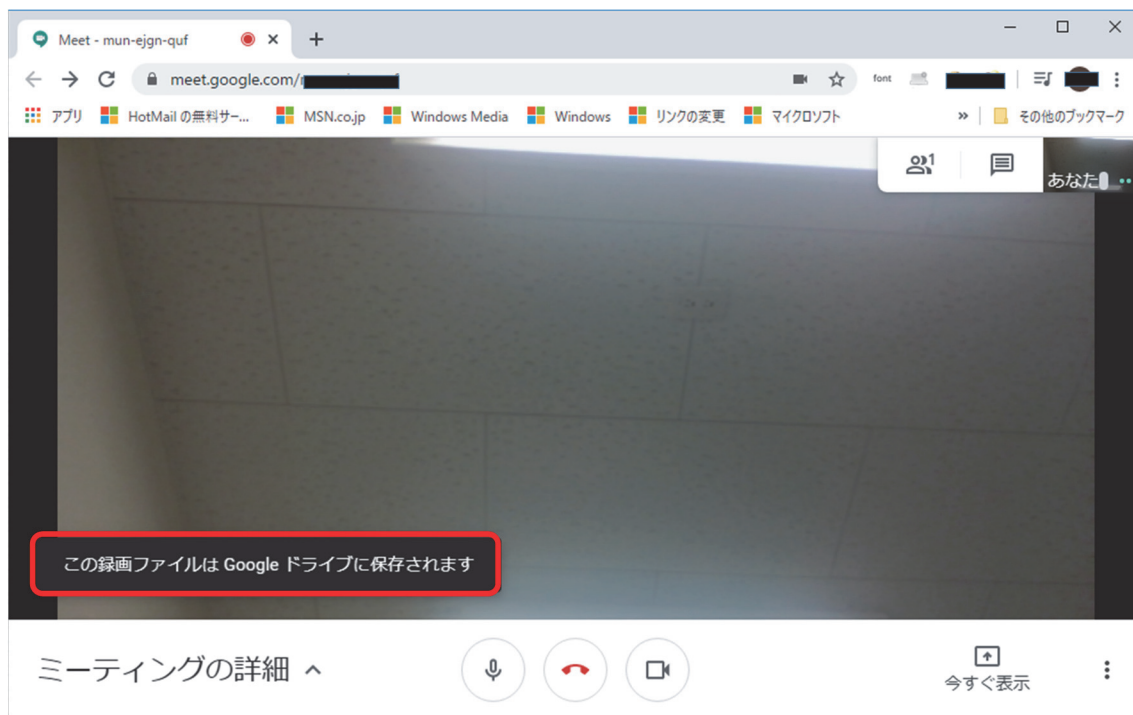 Meet - mun-ejgn-quf
meet.google.com/
font
アプリ HotMail の無料サー... MSN.co.jp Windows Media Windows リンクの変更 マイクロソフト » その他のブックマーク
1
あなた
この録画ファイルは Google ドライブに保存されます
ミーティングの詳細
今すぐ表示